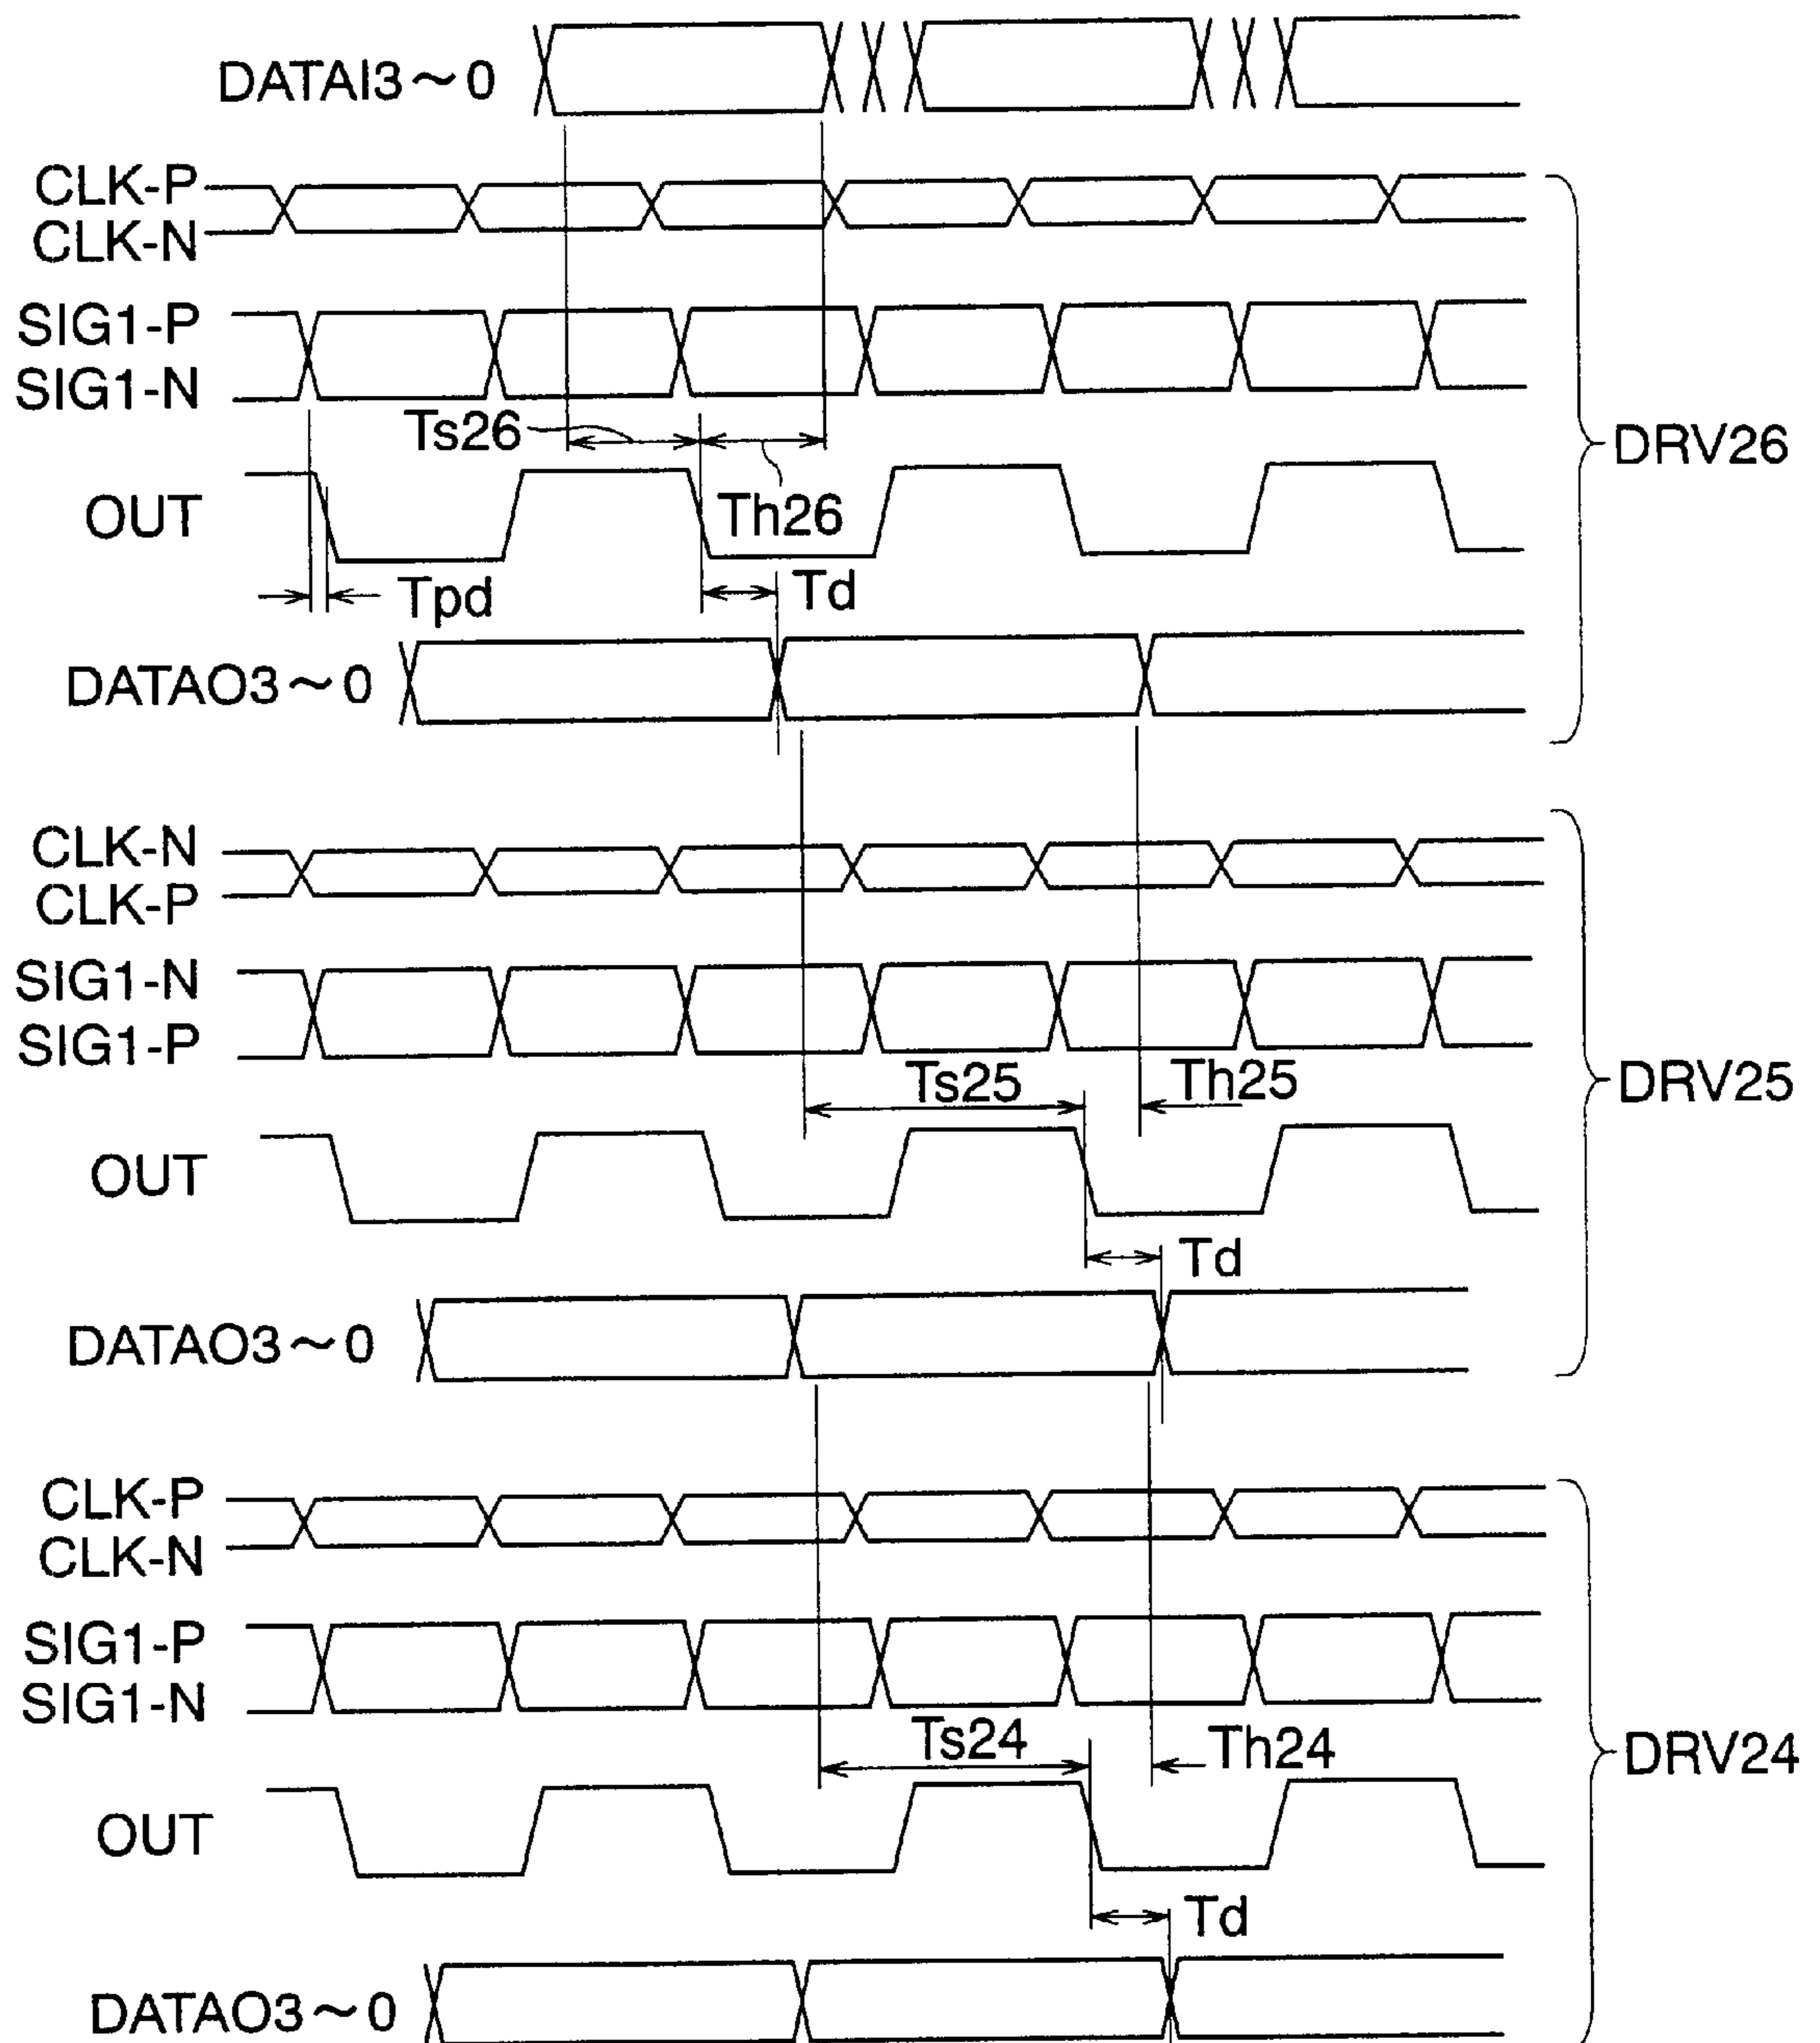 DATAI3~0
CLK-P
CLK-N
SIG1-P
SIG1-N
Ts26
DRV26
OUT
Th26
Tpd
Td
DATAO3~0
CLK-N
CLK-P
SIG1-N
SIG1-P
Ts25
Th25
DRV25
OUT
Td
DATAO3~0
CLK-P
CLK-N
SIG1-P
SIG1-N
Ts24
Th24
DRV24
OUT
Td
DATAO3~0